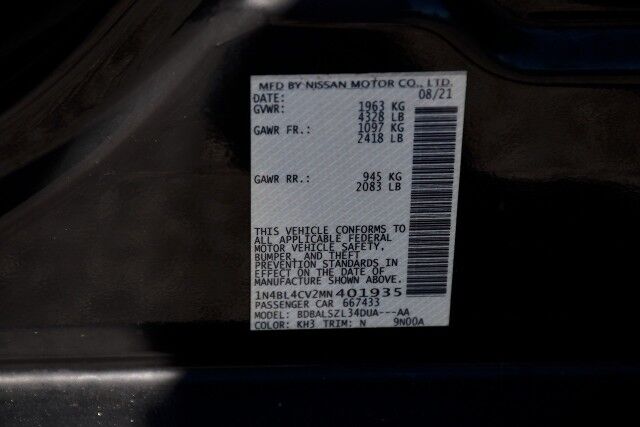 MFD BY NISSAN MOTOR CO., LTD.
DATE: 08/21
GVWR: 1963 KG
4328 LB
GAWR FR.: 1097 KG
2418 LB
GAWR RR.: 945 KG
2083 LB
THIS VEHICLE CONFORMS TO
ALL APPLICABLE FEDERAL
MOTOR VEHICLE SAFETY,
BUMPER, AND THEFT
PREVENTION STANDARDS IN
EFFECT ON THE DATE OF
MANUFACTURE SHOWN ABOVE.
1N4BL4CV2MN401935
PASSENGER CAR 667433
MODEL: BDBALSZL34DUA---AA
COLOR: KH3 TRIM: N 9N00A